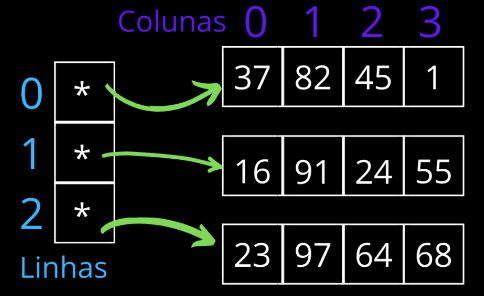 Colunas 0 1 2 3
0 * 37 82 45 1
1 * 16 91 24 55
2 * 23 97 64 68
Linhas